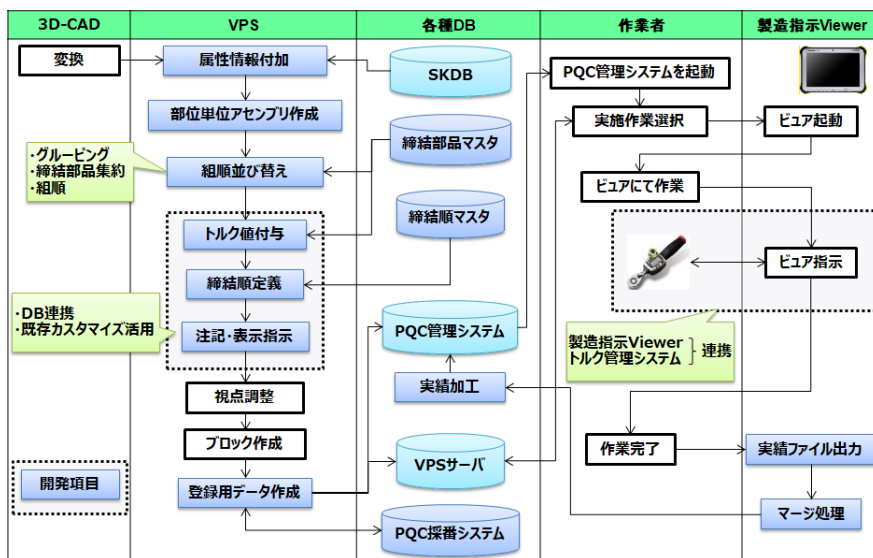 3D-CAD
VPS
各種DB
作業者
製造指示Viewer
変換
属性情報付加
SKDB
PQC管理システムを起動
部位単位アセンブリ作成
実施作業選択
ビュア起動
締結部品マスタ
・グルーピング
・締結部品集約
・組順
組順並び替え
ビュアにて作業
締結順マスタ
トルク値付与
ビュア指示
締結順定義
・DB連携
・既存カスタマイズ活用
注記・表示指示
PQC管理システム
製造指示Viewer
トルク管理システム
連携
視点調整
実績加工
ブロック作成
作業完了
実績ファイル出力
VPSサーバ
開発項目
登録用データ作成
マージ処理
PQC採番システム